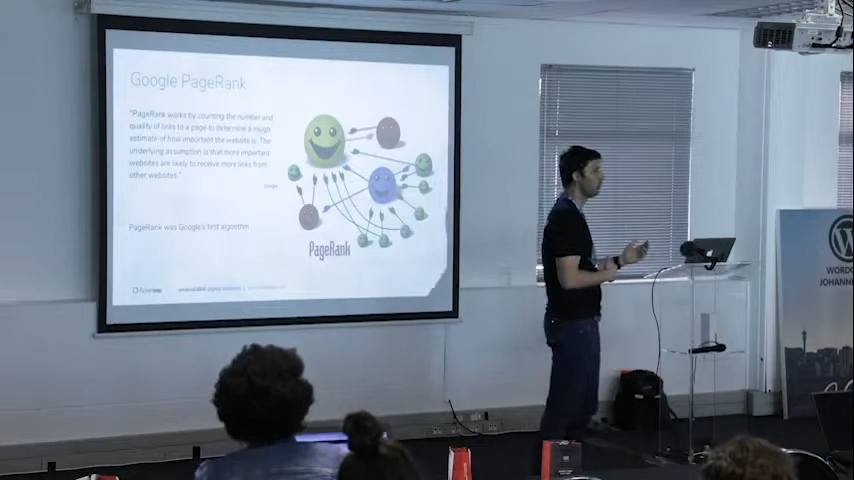 Google PageRank
"PageRank works by counting the number and
quality of links to a page to determine a rough
estimate of how important the website is. The
underlying assumption is that more important
websites are likely to receive more links from
other websites."
Google
PageRank was Google's first algorithm
PageRank
W
WORDC
JOHANNE